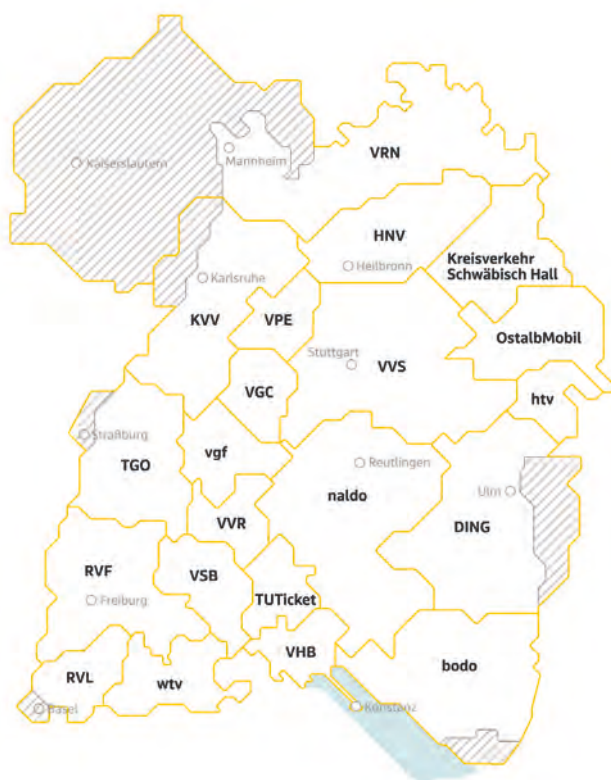 Kaiserslautern
Mannheim
VRN
HNV
Heilbronn
Kreisverkehr
Schwäbisch Hall
Karlsruhe
KVV
VPE
OstalbMobil
Stuttgart
VVS
VGC
htv
Straßburg
TGO
vgf
Reutlingen
naldo
Ulm
DING
VVR
RVF
VSB
Freiburg
TUTicket
VHB
bodo
RVL
wtv
Basel
Konstanz